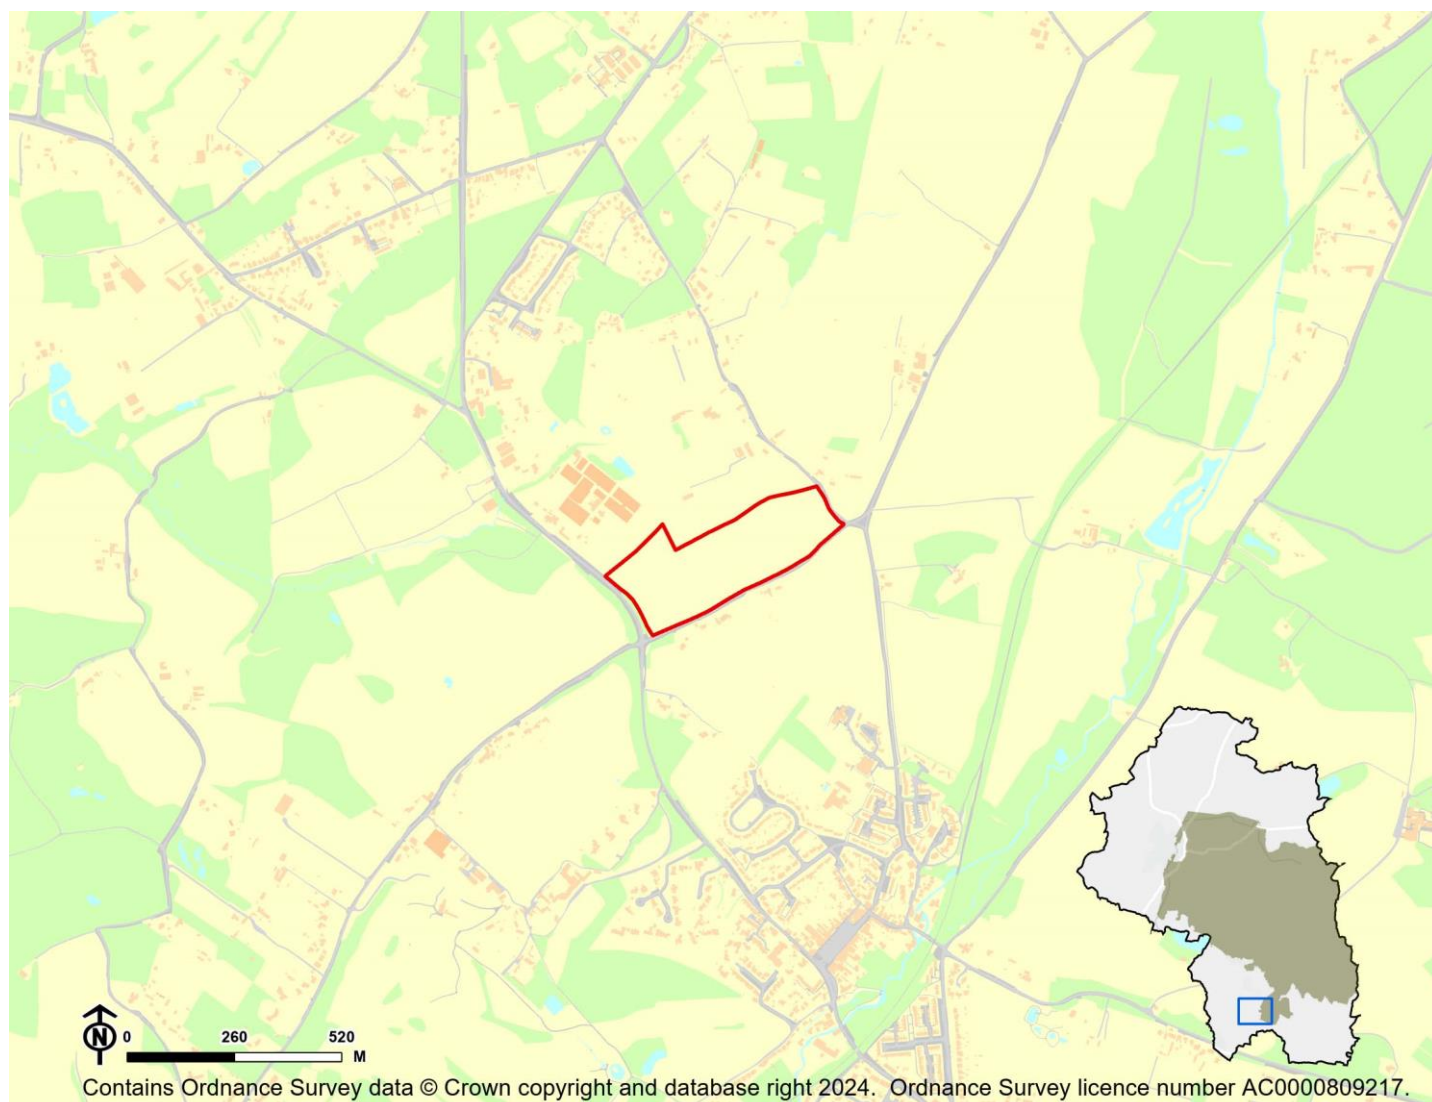 N
0 260 520
M
Contains Ordnance Survey data © Crown copyright and database right 2024. Ordnance Survey licence number AC0000809217.